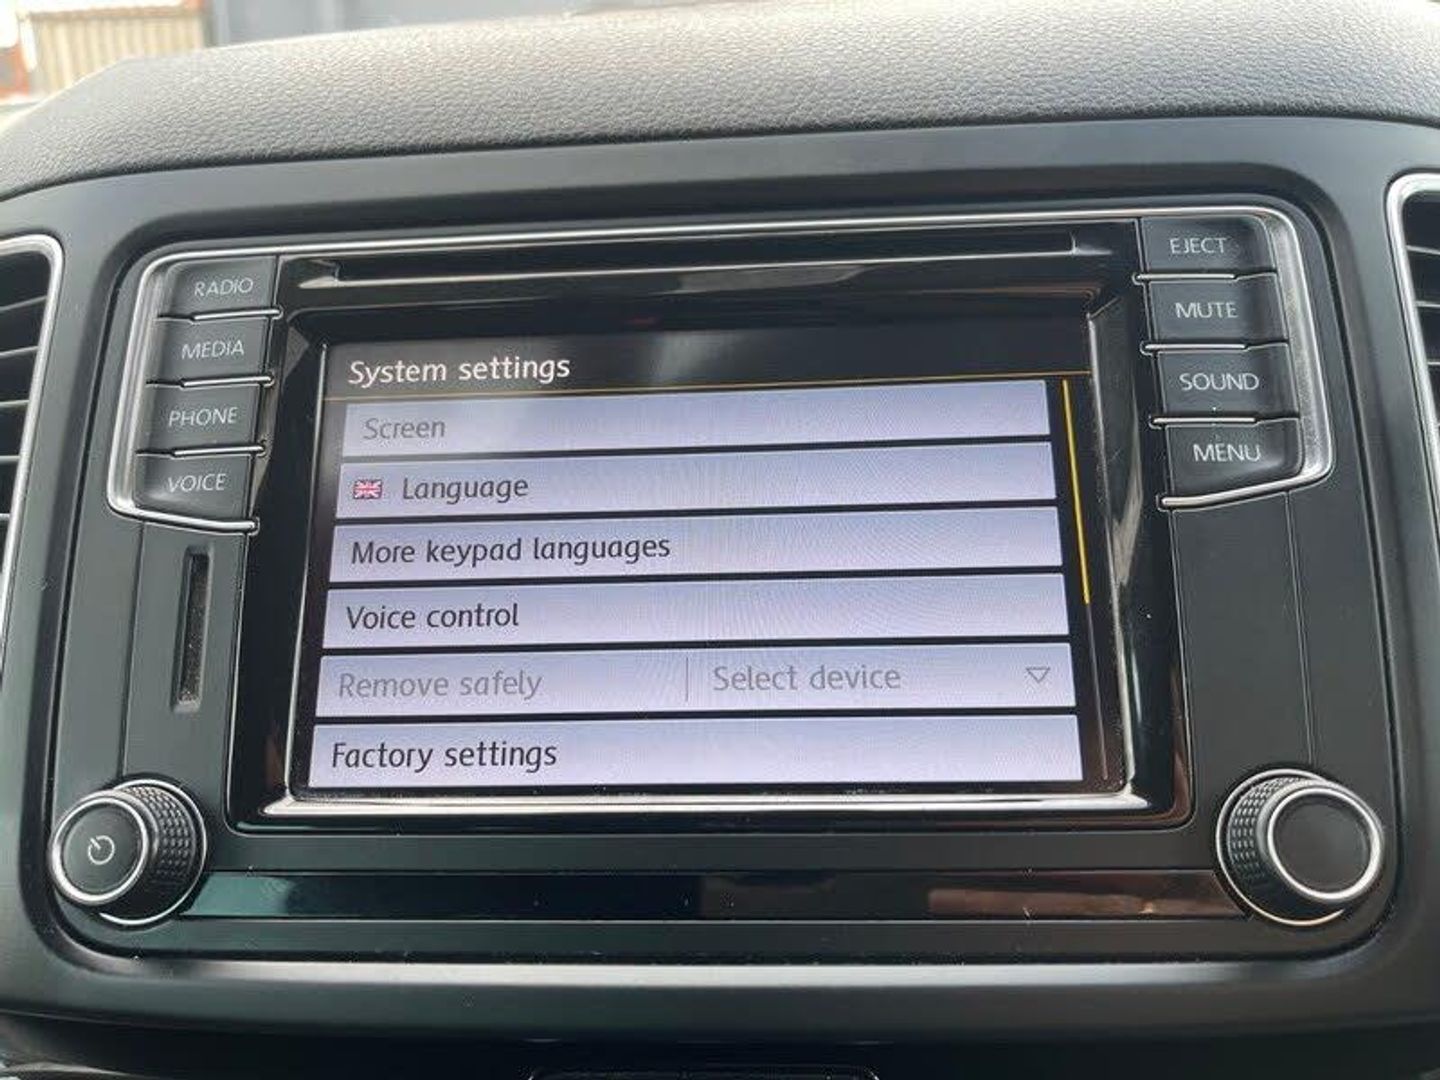 RADIO
MEDIA
PHONE
VOICE
System settings
Screen
Language
More keypad languages
Voice control
Remove safely Select device
Factory settings
EJECT
MUTE
SOUND
MENU